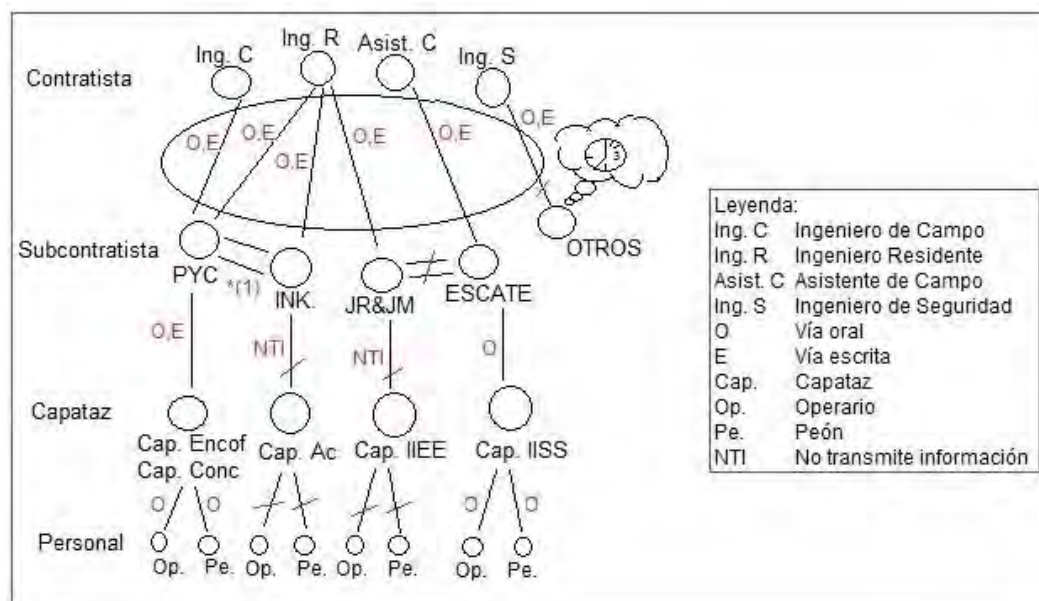 Ing. C
Ing. R
Asist. C
Ing. S
Contratista
O,E
O,E
O,E
O,E
O,E
O,E
3
Subcontratista
PYC
*(1)
INK.
JR&JM
ESCATE
OTROS
O,E
NTI
NTI
O
Capataz
Cap. Encof
Cap. Conc
Cap. Ac
Cap. IIEE
Cap. IISS
O
O
O
O
Personal
Op.
Pe.
Op.
Pe.
Op.
Pe.
Op.
Pe.
Leyenda:
Ing. C Ingeniero de Campo
Ing. R Ingeniero Residente
Asist. C Asistente de Campo
Ing. S Ingeniero de Seguridad
O Vía oral
E Vía escrita
Cap. Capataz
Op. Operario
Pe. Peón
NTI No transmite información